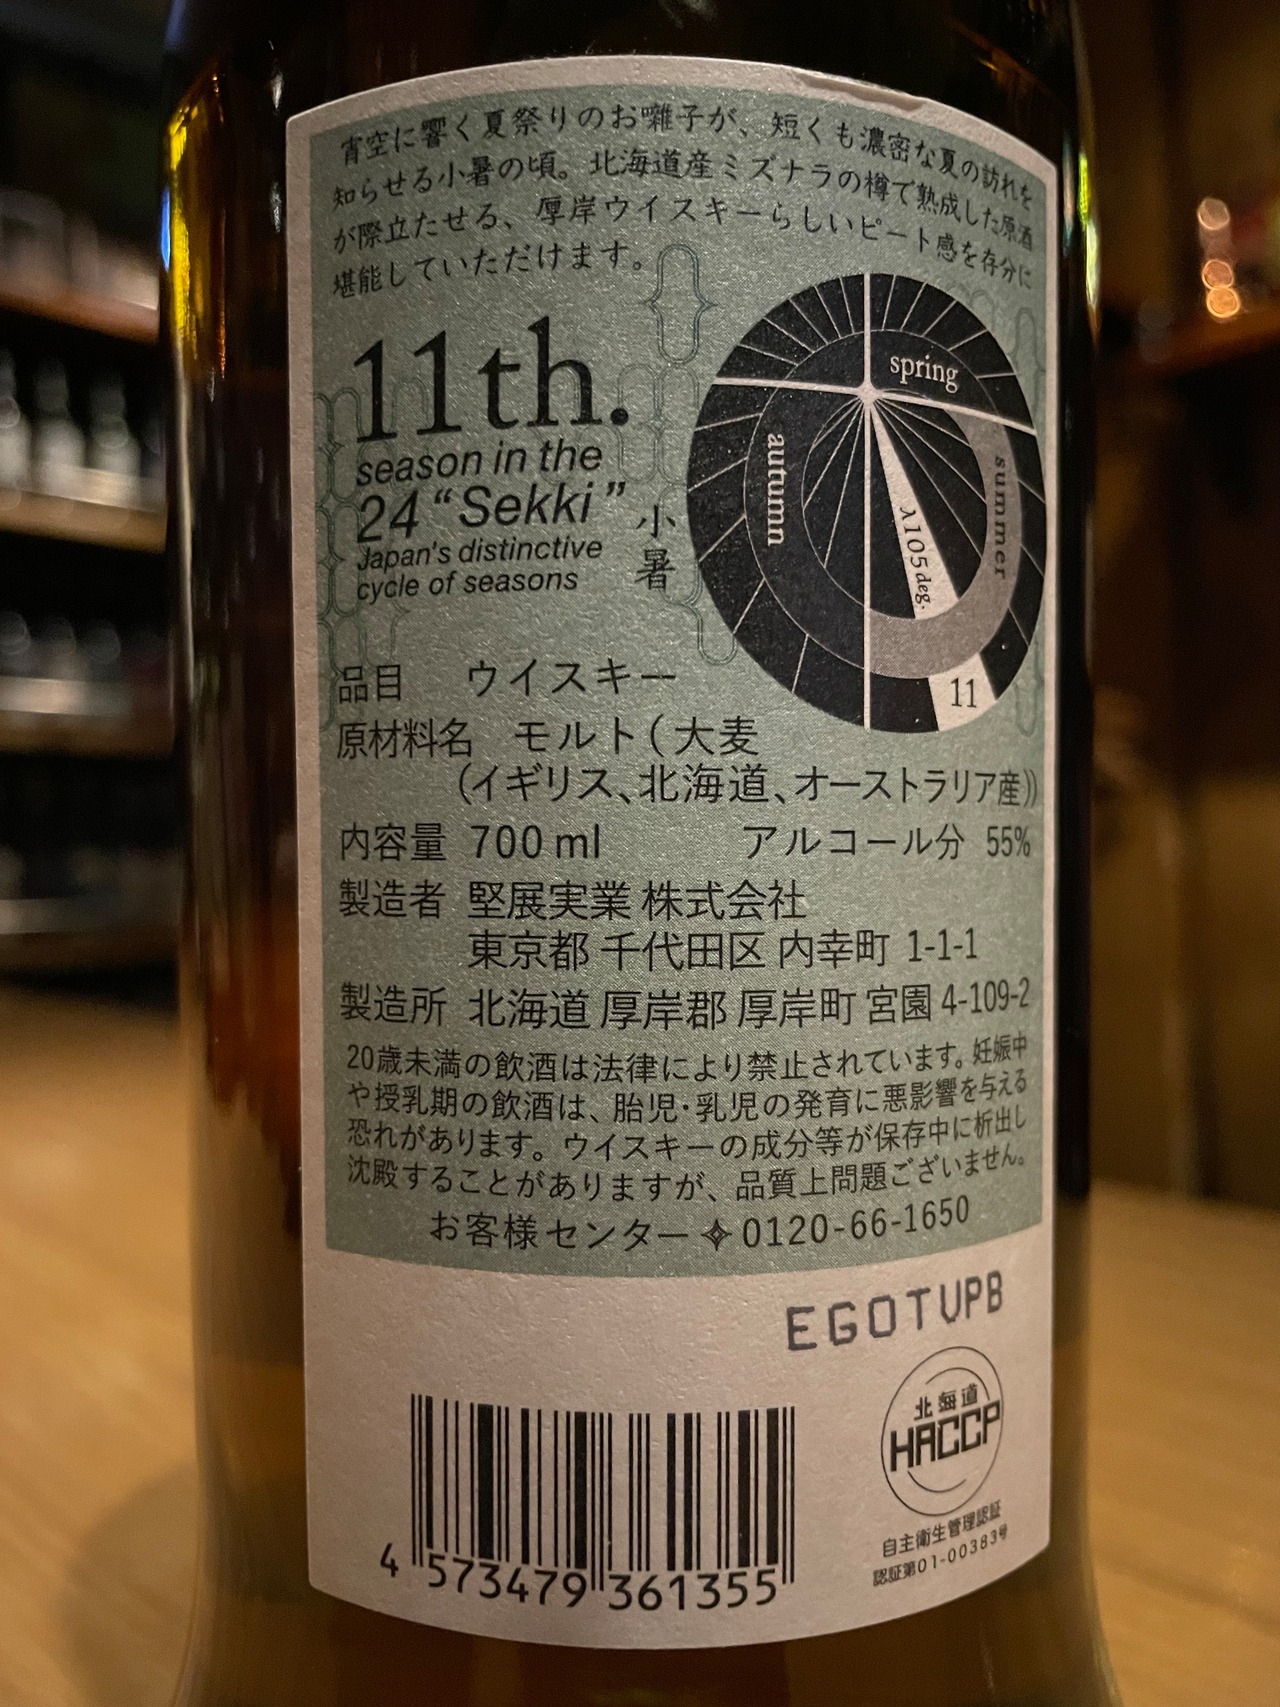 宵空に響く夏祭りのお囃子が、短くも濃密な夏の訪れを
知らせる小暑の頃。北海道産ミズナラの樽で熟成した原酒
が際立たせる、厚岸ウイスキーらしいピート感を存分に
堪能していただけます。
11th.
season in the
24 “Sekki”
Japan's distinctive
cycle of seasons
小暑
spring
summer
autumn
λ105deg.
11
品目 ウイスキー
原材料名 モルト(大麦
(イギリス、北海道、オーストラリア産))
内容量 700ml アルコール分 55%
製造者 堅展実業 株式会社
東京都 千代田区 内幸町 1-1-1
製造所 北海道 厚岸郡 厚岸町 宮園 4-109-2
20歳未満の飲酒は法律により禁止されています。妊娠中
や授乳期の飲酒は、胎児・乳児の発育に悪影響を与える
恐れがあります。ウイスキーの成分等が保存中に析出し
沈殿することがありますが、品質上問題ございません。
お客様センター✧0120-66-1650
EGOTUPB
北海道
HACCP
自主衛生管理認証
認証第01-00383号
4 573479 361355